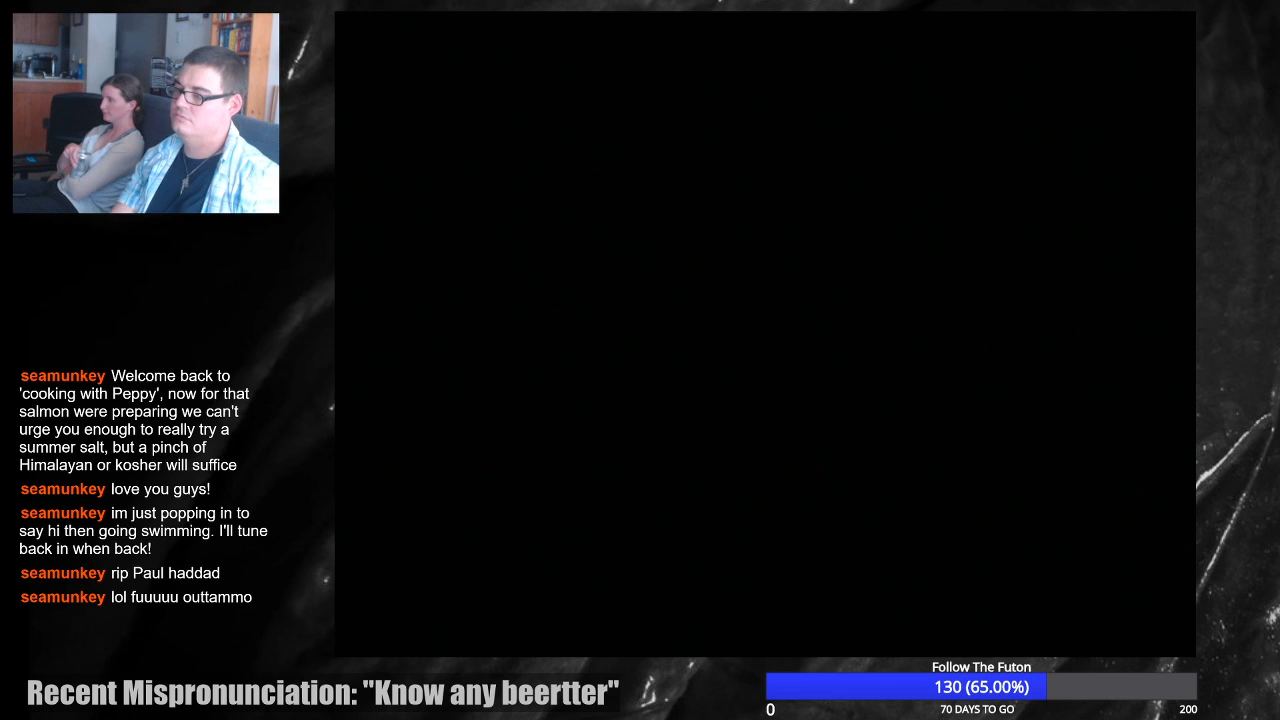 seamunkey Welcome back to
'cooking with Peppy', now for that
salmon were preparing we can't
urge you enough to really try a
summer salt, but a pinch of
Himalayan or kosher will suffice
seamunkey love you guys!
seamunkey im just popping in to
say hi then going swimming. I'll tune
back in when back!
seamunkey rip Paul haddad
seamunkey lol fuuuuu outtammo
Recent Mispronunciation: "Know any beertter"
Follow The Futon
130 (65.00%)
0 70 DAYS TO GO 200